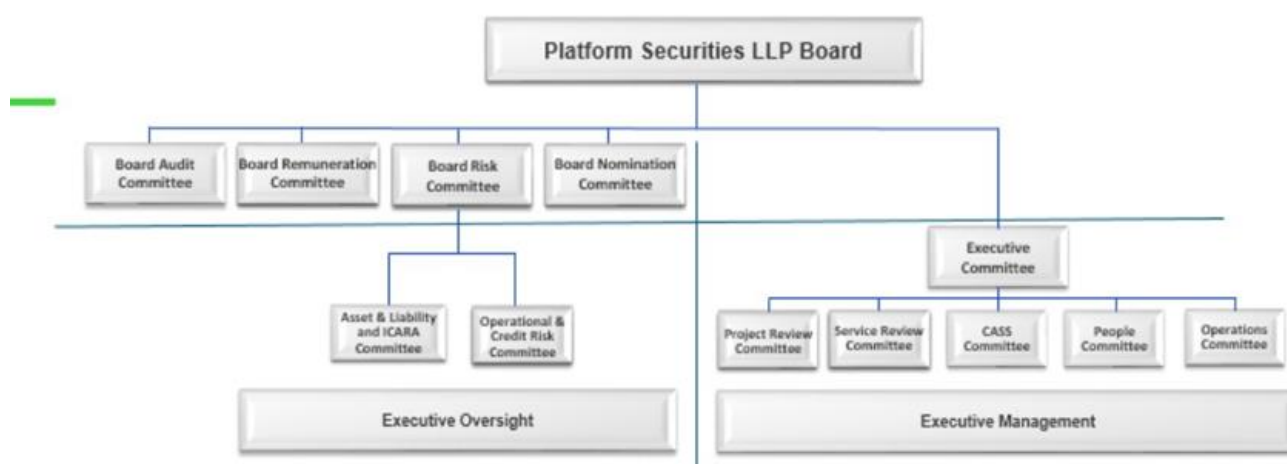 Platform Securities LLP Board
Board Audit
Committee
Board Remuneration
Committee
Board Risk
Committee
Board Nomination
Committee
Executive
Committee
Asset & Liability
and ICARA
Committee
Operational &
Credit Risk
Committee
Project Review
Committee
Service Review
Committee
CASS
Committee
People
Committee
Operations
Committee
Executive Oversight
Executive Management